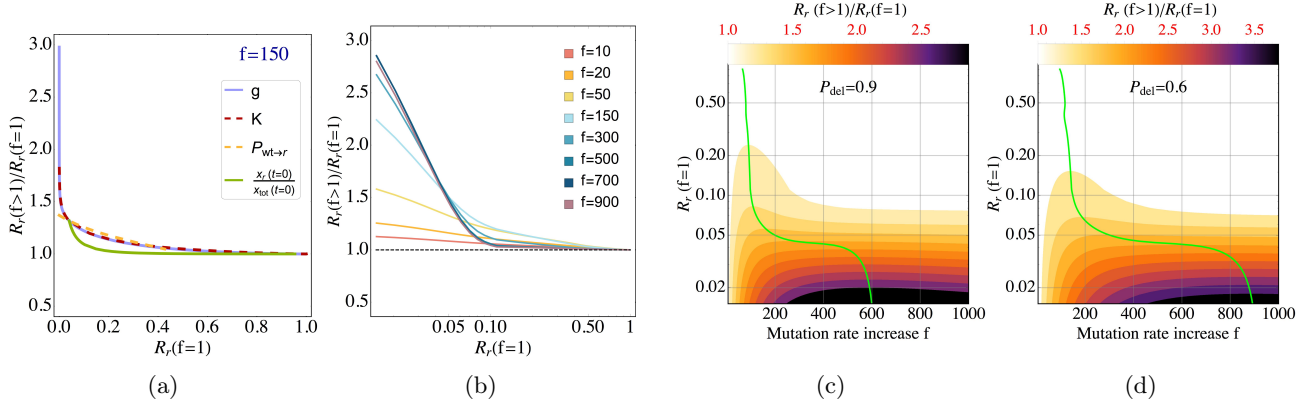 R_r(f>1)/R_r(f=1)
3.0
2.5
2.0
1.5
1.0
0.5
f=150
g
K
P_wt→r
x_r (t=0)
x_tot (t=0)
0.0 0.2 0.4 0.6 0.8 1.0
R_r(f=1)
(a)
R_r(f>1)/R_r(f=1)
3.0
2.5
2.0
1.5
1.0
0.5
f=10
f=20
f=50
f=150
f=300
f=500
f=700
f=900
0.05 0.10 0.50 1
R_r(f=1)
(b)
R_r (f>1)/R_r(f=1)
1.0 1.5 2.0 2.5
P_del=0.9
R_r (f=1)
0.50
0.20
0.10
0.05
0.02
200 400 600 800 1000
Mutation rate increase f
(c)
R_r (f>1)/R_r(f=1)
1.0 1.5 2.0 2.5 3.0 3.5
P_del=0.6
R_r (f=1)
0.50
0.20
0.10
0.05
0.02
200 400 600 800 1000
Mutation rate increase f
(d)